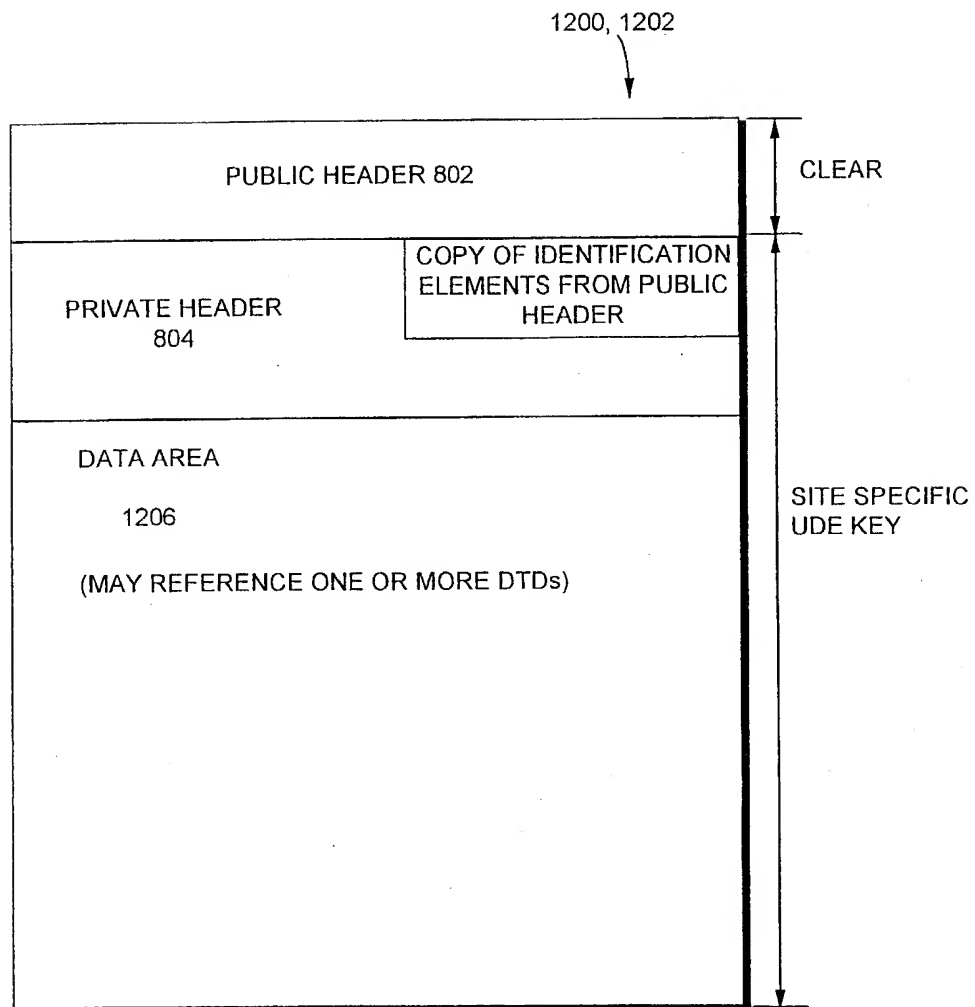 1200, 1202
PUBLIC HEADER 802
CLEAR
COPY OF IDENTIFICATION
ELEMENTS FROM PUBLIC
HEADER
PRIVATE HEADER
804
DATA AREA
1206
(MAY REFERENCE ONE OR MORE DTDs)
SITE SPECIFIC
UDE KEY